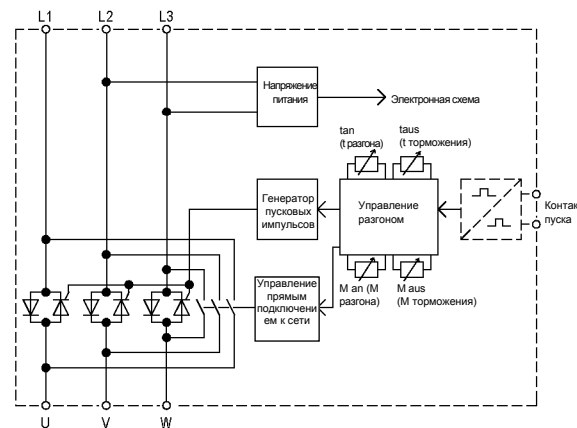 L1
L2
L3
Напряжение
питания
Электронная схема
tan
(t разгона)
taus
(t торможения)
Генератор
пусковых
импульсов
Управление
разгоном
Контак
пуска
M an (M
разгона)
M aus
(M торможения)
Управление
прямым
подключени
ем к сети
U
V
W